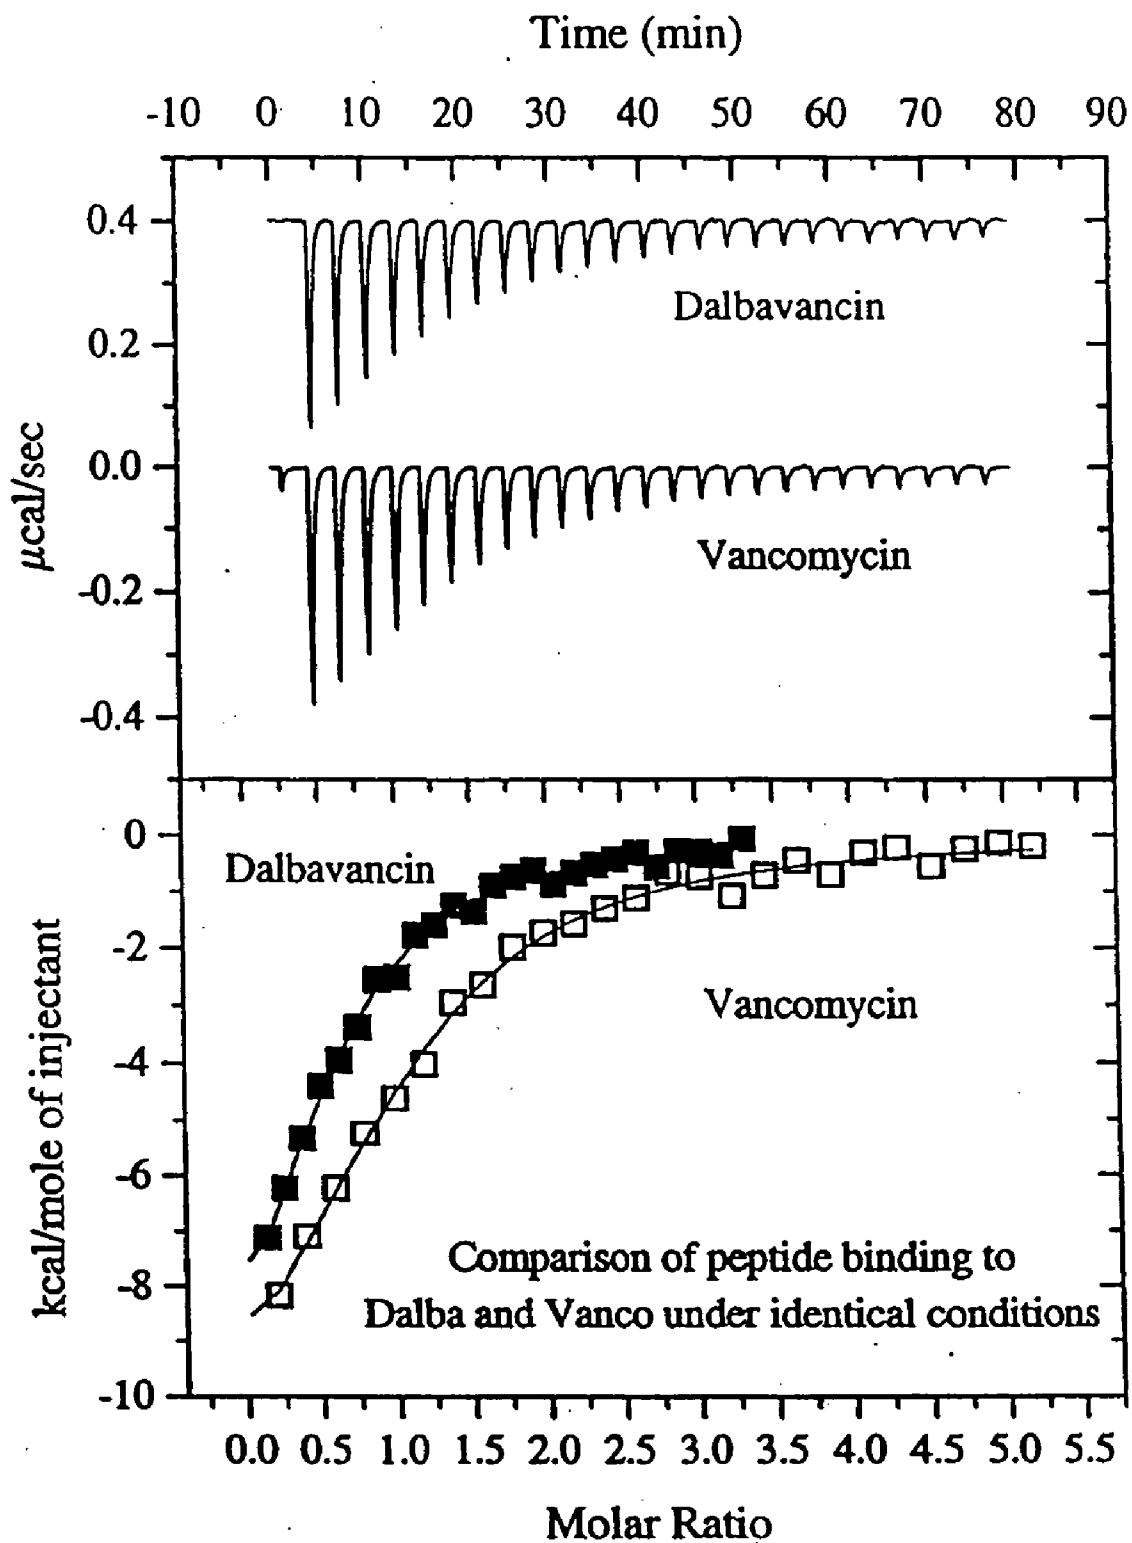 Time (min)
-10 0 10 20 30 40 50 60 70 80 90
0.4
Dalbavancin
0.2
0.0
μcal/sec
Vancomycin
-0.2
-0.4
0
Dalbavancin
-2
Vancomycin
-4
kcal/mole of injectant
-6
Comparison of peptide binding to
-8
Dalba and Vanco under identical conditions
-10
0.0 0.5 1.0 1.5 2.0 2.5 3.0 3.5 4.0 4.5 5.0 5.5
Molar Ratio